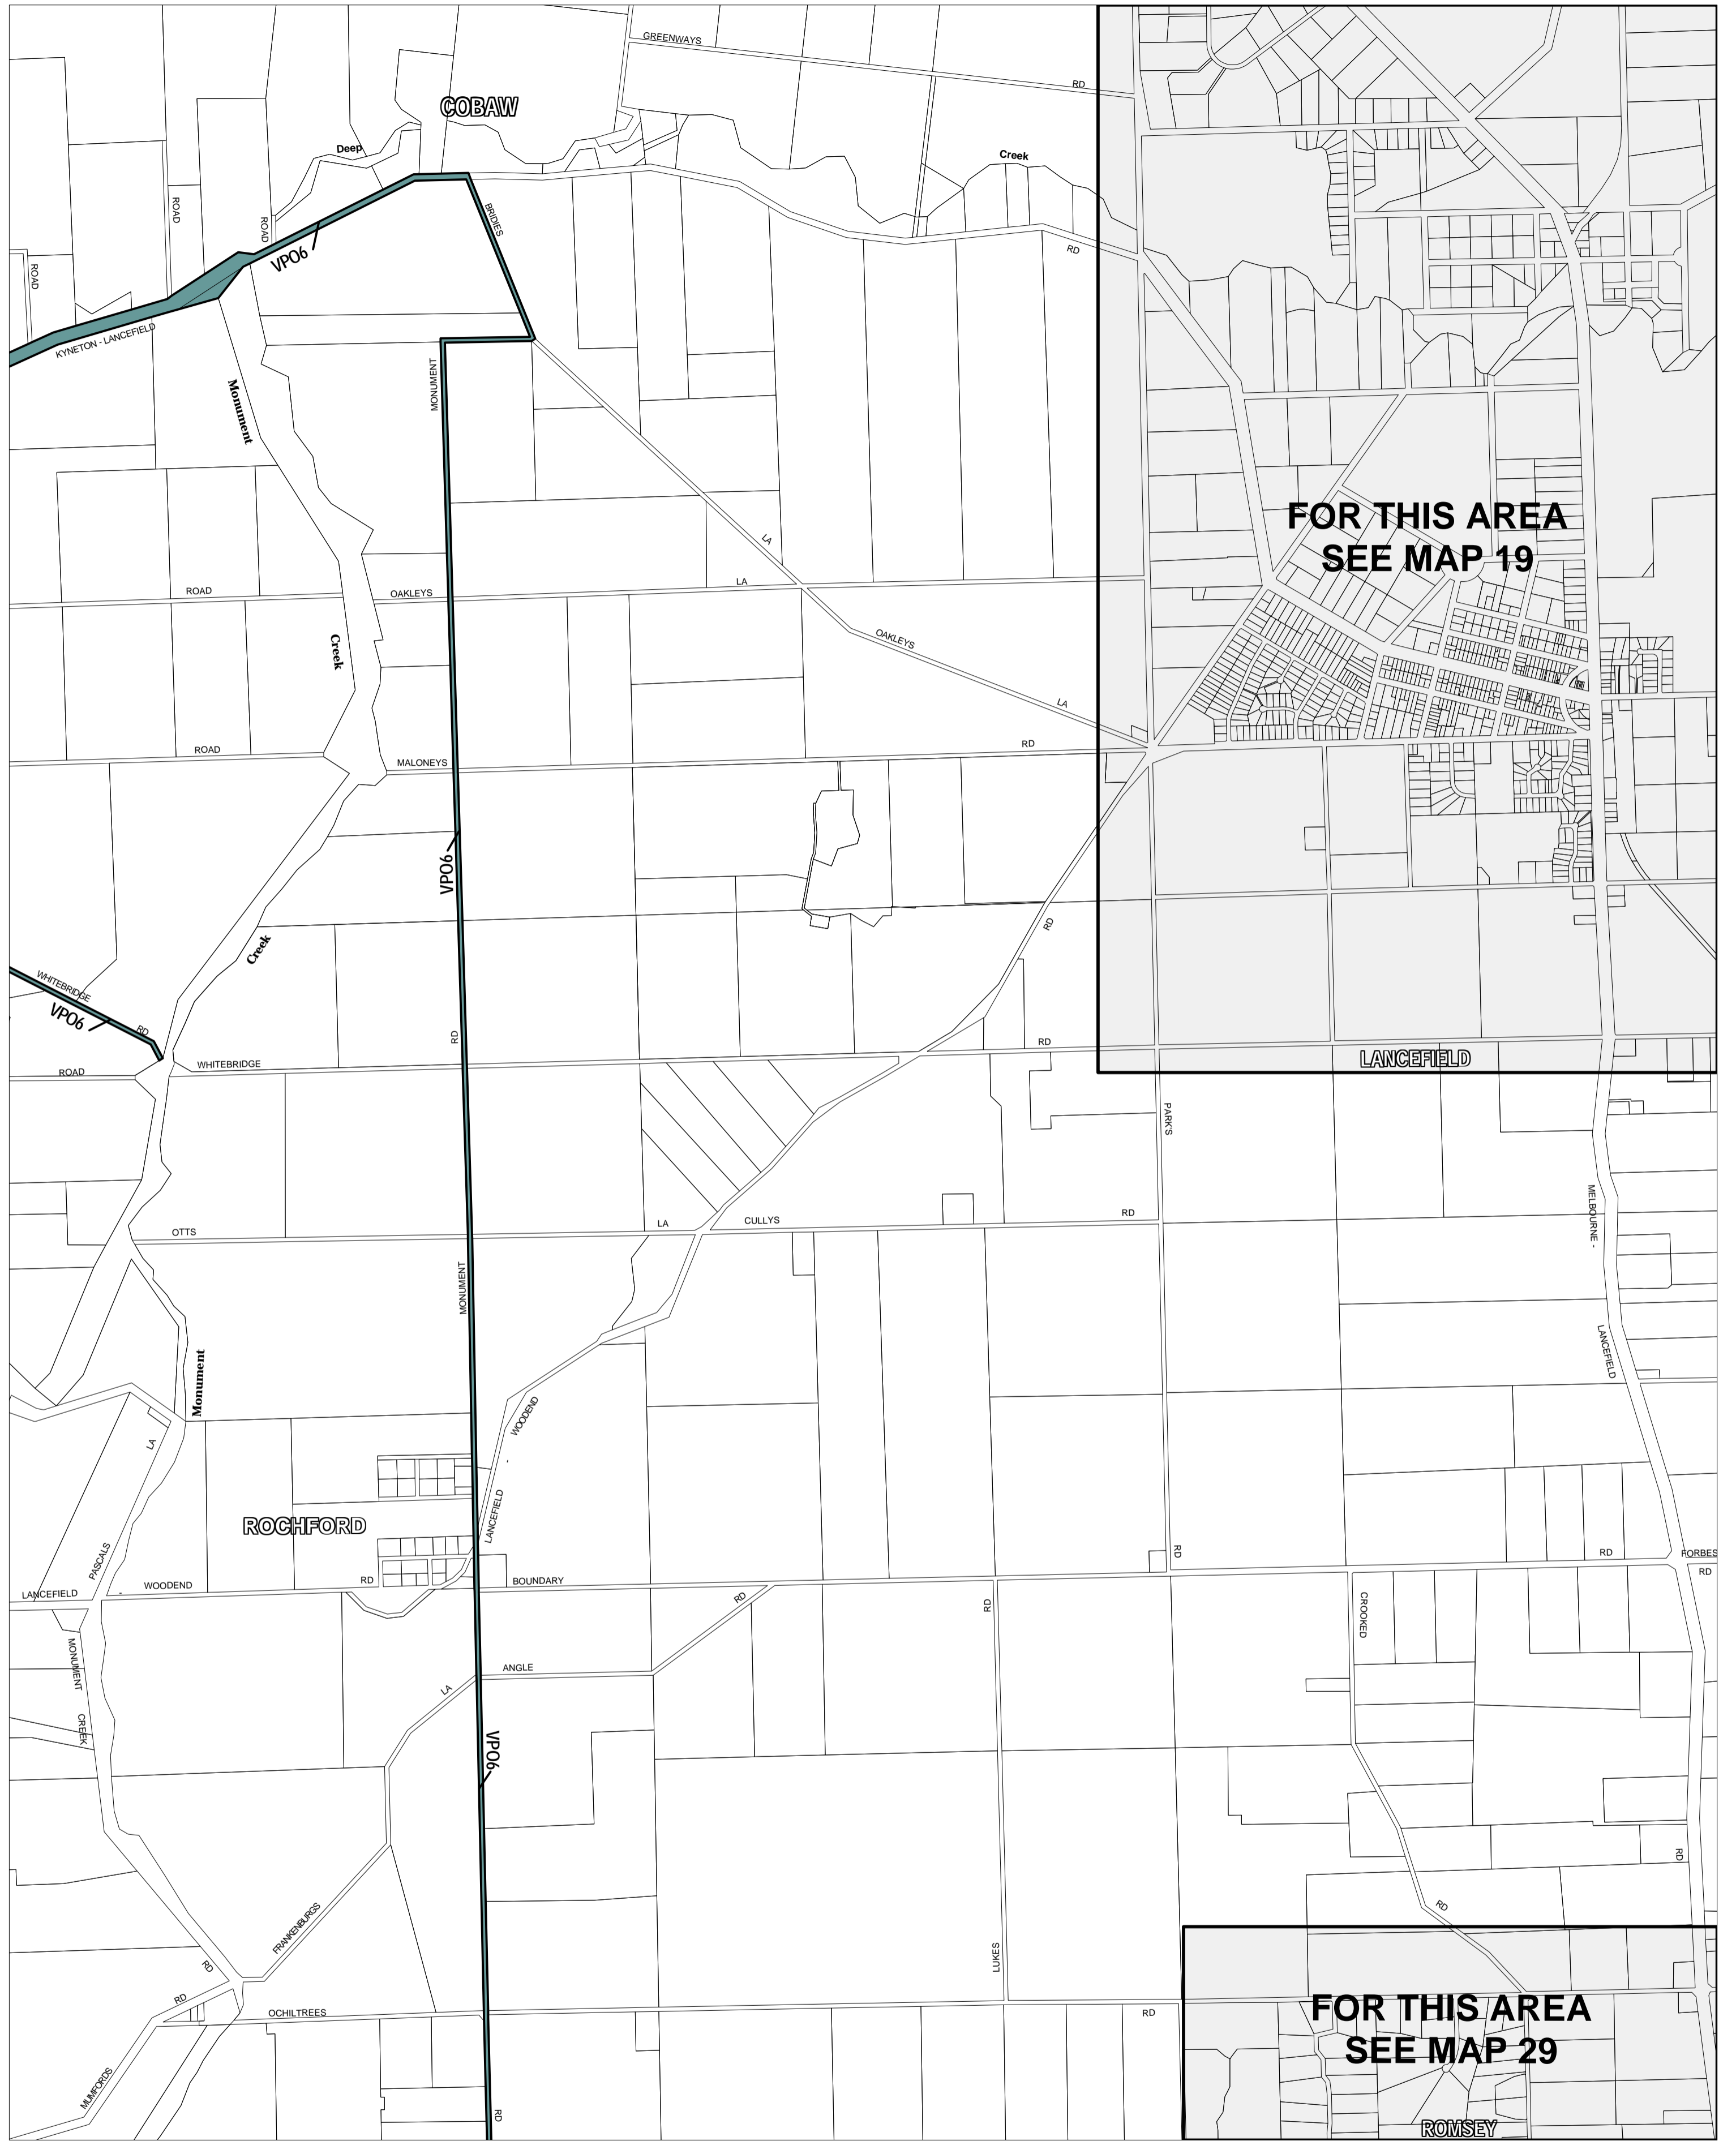 GREENWAYS
RD
COBAW
Deep
Creek
ROAD
ROAD
ROAD
BRIDIES
RD
VPO6
KYNETON - LANCEFIELD
MONUMENT
Monument
FOR THIS AREA
SEE MAP 19
LA
ROAD
OAKLEYS
LA
Creek
OAKLEYS
LA
ROAD
MALONEYS
RD
VPO6
Creek
RD
WHITEBRIDGE
VPO6
RD
RD
RD
ROAD
WHITEBRIDGE
LANCEFIELD
PARK'S
MELBOURNE -
OTTS
LA
CULLYS
RD
MONUMENT
LANCEFIELD
Monument
WOODEND
-
LA
LANCEFIELD
ROCHFORD
PASCALS
RD
RD
FORBES
RD
LANCEFIELD
-
WOODEND
RD
BOUNDARY
RD
RD
CROOKED
MONUMENT
CREEK
ANGLE
LA
VPO6
RD
RD
FRANKENBURGS
LUKES
RD
RD
OCHILTREES
RD
FOR THIS AREA
SEE MAP 29
MUMFORDS
RD
ROMSEY